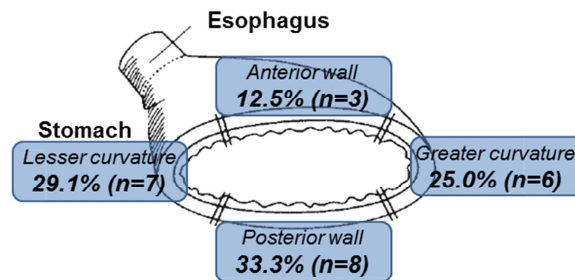 Esophagus
Anterior wall
12.5% (n=3)
Stomach
Lesser curvature
29.1% (n=7)
Greater curvature
25.0% (n=6)
Posterior wall
33.3% (n=8)